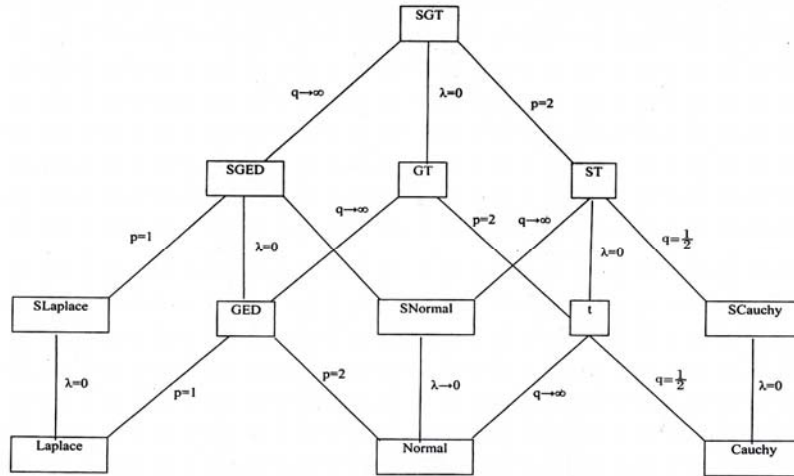 SGT
q→∞
λ=0
p=2
SGED
GT
ST
q→∞
p=2
q→∞
p=1
λ=0
λ=0
q=1/2
SLaplace
GED
SNormal
t
SCauchy
λ=0
p=1
p=2
λ→0
q→∞
q=1/2
λ=0
Laplace
Normal
Cauchy